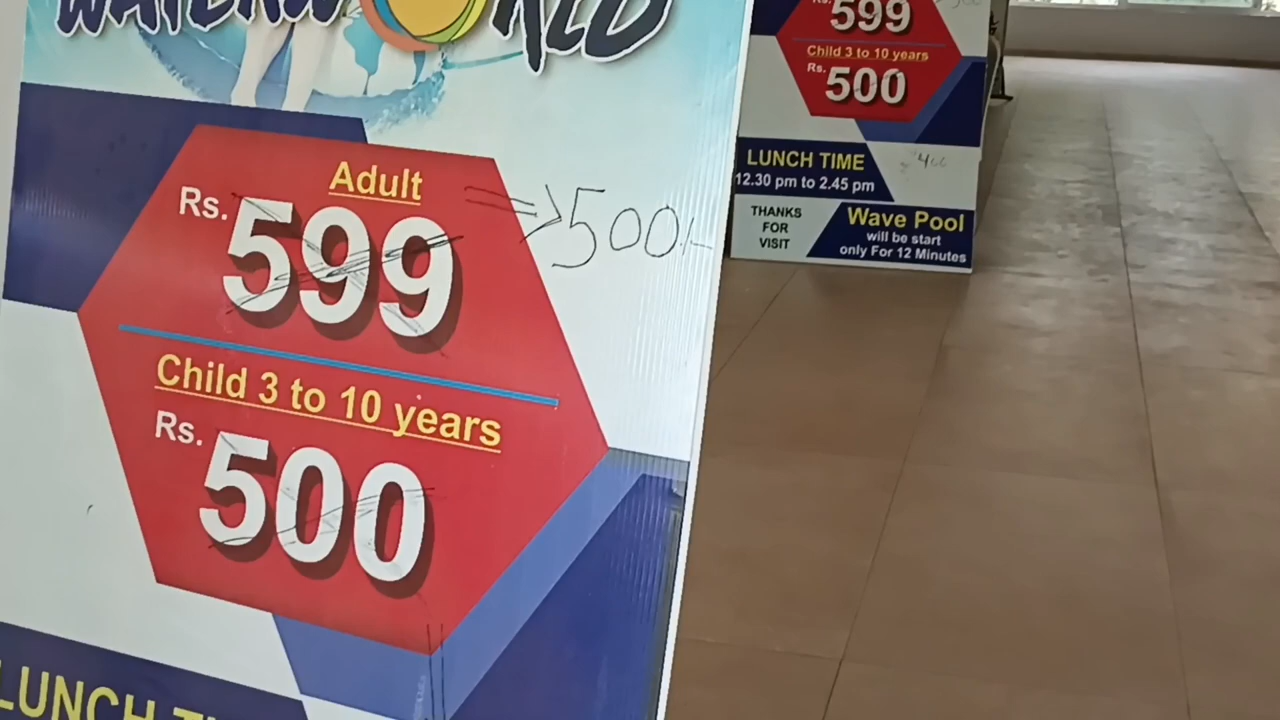 WATERWORLD
Adult
Rs. 599 => 500/-
Child 3 to 10 years
Rs. 500
LUNCH
Rs. 599
Child 3 to 10 years
Rs. 500
LUNCH TIME
12.30 pm to 2.45 pm
THANKS
FOR
VISIT
Wave Pool
will be start
only For 12 Minutes